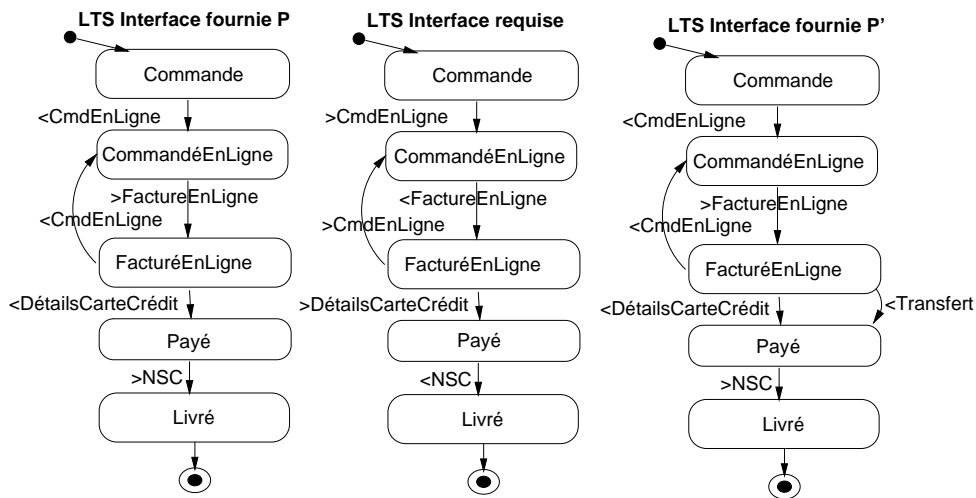 LTS Interface fournie P
Commande
<CmdEnLigne
CommandéEnLigne
>FactureEnLigne
<CmdEnLigne
FacturéEnLigne
<DétailsCarteCrédit
Payé
>NSC
Livré
LTS Interface requise
Commande
>CmdEnLigne
CommandéEnLigne
<FactureEnLigne
>CmdEnLigne
FacturéEnLigne
>DétailsCarteCrédit
Payé
<NSC
Livré
LTS Interface fournie P'
Commande
<CmdEnLigne
CommandéEnLigne
>FactureEnLigne
<CmdEnLigne
FacturéEnLigne
<DétailsCarteCrédit
<Transfert
Payé
>NSC
Livré